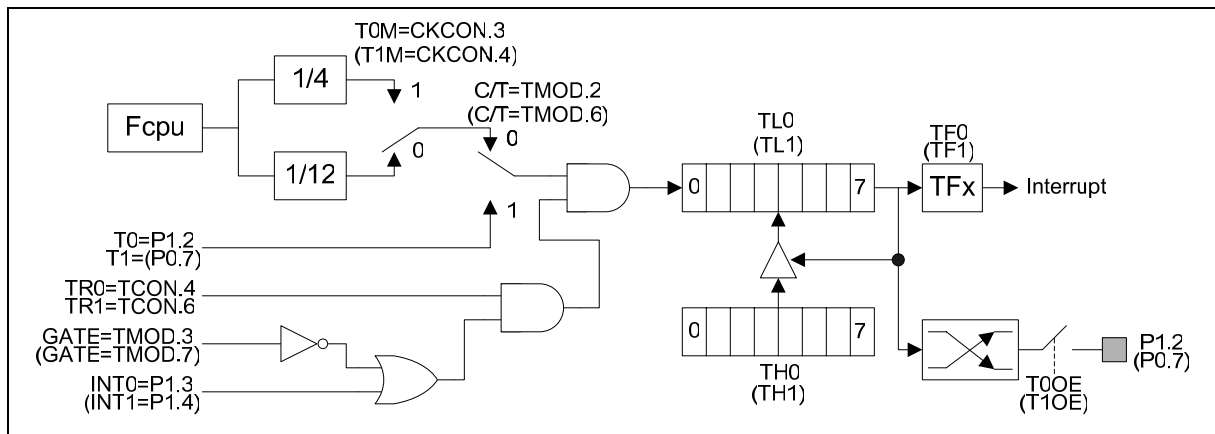 T0M=CKCON.3
(T1M=CKCON.4)
1/4
1
C/T=TMOD.2
(C/T=TMOD.6)
Fcpu
0
0
1/12
TL0
(TL1)
TF0
(TF1)
0
7
TFx
Interrupt
1
T0=P1.2
T1=(P0.7)
TR0=TCON.4
TR1=TCON.6
0
7
GATE=TMOD.3
(GATE=TMOD.7)
P1.2
(P0.7)
TH0
(TH1)
INT0=P1.3
(INT1=P1.4)
T0OE
(T1OE)